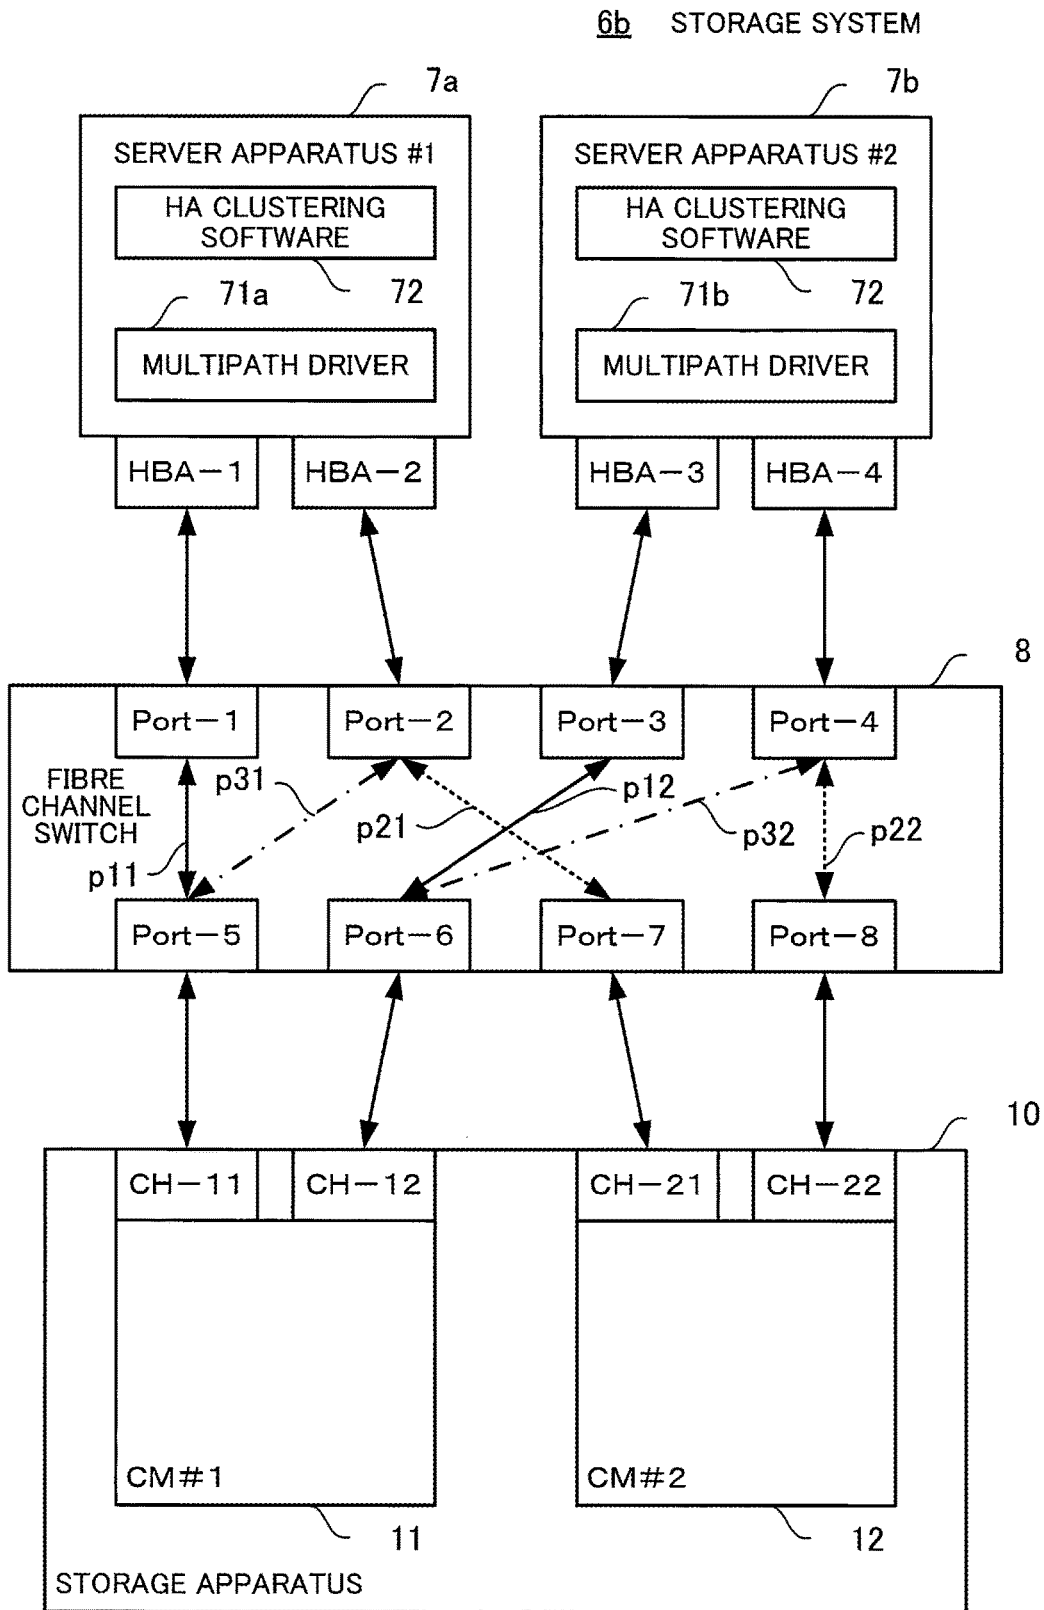 6b STORAGE SYSTEM
7a
7b
SERVER APPARATUS #1
SERVER APPARATUS #2
HA CLUSTERING
SOFTWARE
HA CLUSTERING
SOFTWARE
71a
72
71b
72
MULTIPATH DRIVER
MULTIPATH DRIVER
HBA-1
HBA-2
HBA-3
HBA-4
8
Port-1
Port-2
Port-3
Port-4
FIBRE
CHANNEL
SWITCH
p31
p21
p12
p32
p22
p11
Port-5
Port-6
Port-7
Port-8
10
CH-11
CH-12
CH-21
CH-22
CM#1
CM#2
11
12
STORAGE APPARATUS